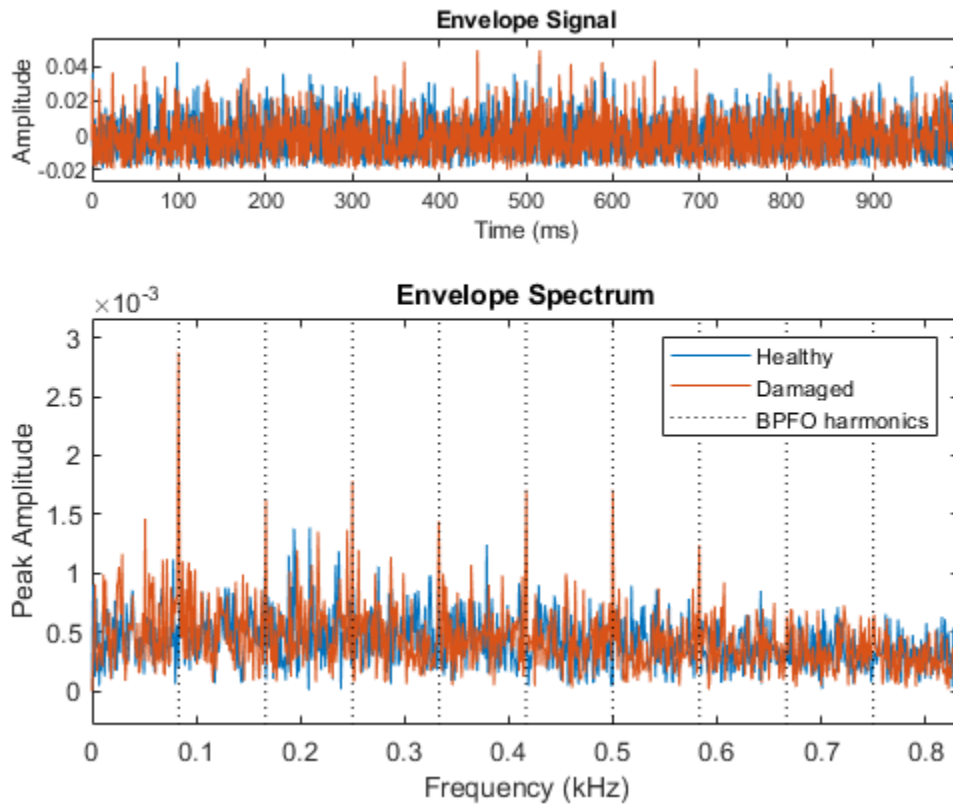 Envelope Signal
0.04
0.02
0
-0.02
Amplitude
0 100 200 300 400 500 600 700 800 900
Time (ms)
×10-3
Envelope Spectrum
3
2.5
2
1.5
1
0.5
0
Peak Amplitude
Healthy
Damaged
BPFO harmonics
0 0.1 0.2 0.3 0.4 0.5 0.6 0.7 0.8
Frequency (kHz)